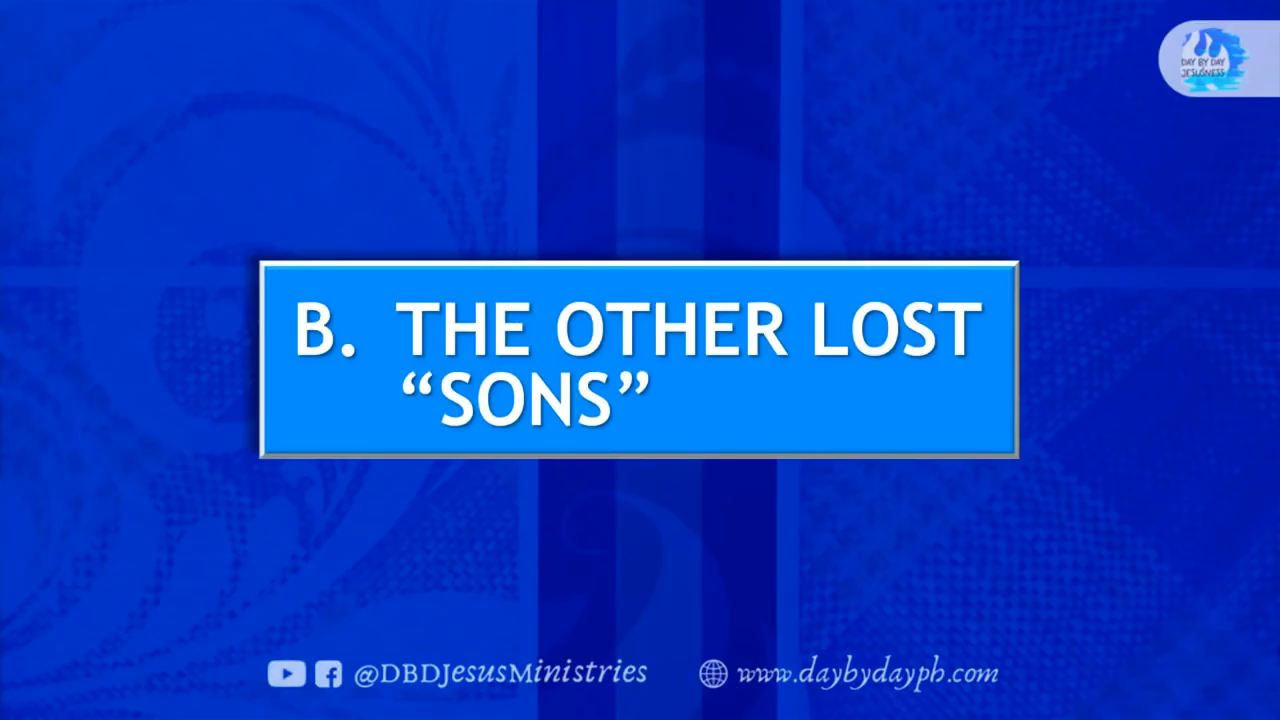 DAY BY DAY
JESUSNESS
B. THE OTHER LOST
“SONS”
@DBDJesusMinistries
www.daybydayph.com